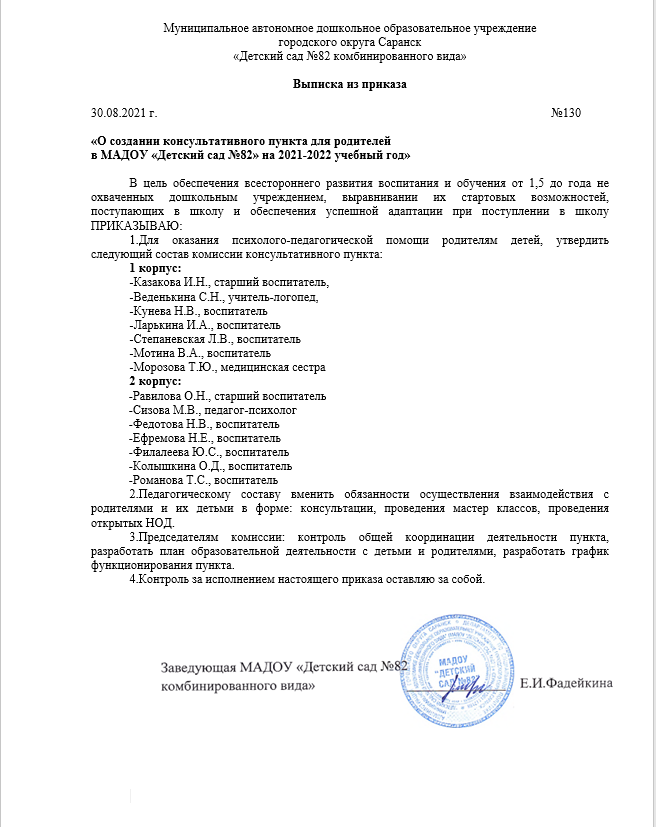 Муниципальное автономное дошкольное образовательное учреждение
городского округа Саранск
«Детский сад №82 комбинированного вида»
Выписка из приказа
30.08.2021 г. №130
«О создании консультативного пункта для родителей
в МАДОУ «Детский сад №82» на 2021-2022 учебный год»
В цель обеспечения всестороннего развития воспитания и обучения от 1,5 до года не
охваченных дошкольным учреждением, выравнивании их стартовых возможностей,
поступающих в школу и обеспечения успешной адаптации при поступлении в школу
ПРИКАЗЫВАЮ:
1.Для оказания психолого-педагогической помощи родителям детей, утвердить
следующий состав комиссии консультативного пункта:
1 корпус:
-Казакова И.Н., старший воспитатель,
-Веденькина С.Н., учитель-логопед,
-Кунева Н.В., воспитатель
-Ларькина И.А., воспитатель
-Степаневская Л.В., воспитатель
-Мотина В.А., воспитатель
-Морозова Т.Ю., медицинская сестра
2 корпус:
-Равилова О.Н., старший воспитатель
-Сизова М.В., педагог-психолог
-Федотова Н.В., воспитатель
-Ефремова Н.Е., воспитатель
-Филалеева Ю.С., воспитатель
-Колышкина О.Д., воспитатель
-Романова Т.С., воспитатель
2.Педагогическому составу вменить обязанности осуществления взаимодействия с
родителями и их детьми в форме: консультации, проведения мастер классов, проведения
открытых НОД.
3.Председателям комиссии: контроль общей координации деятельности пункта,
разработать план образовательной деятельности с детьми и родителями, разработать график
функционирования пункта.
4.Контроль за исполнением настоящего приказа оставляю за собой.
Заведующая МАДОУ «Детский сад №82
комбинированного вида» Е.И.Фадейкина
МАДОУ
"ДЕТСКИЙ
САД №82"